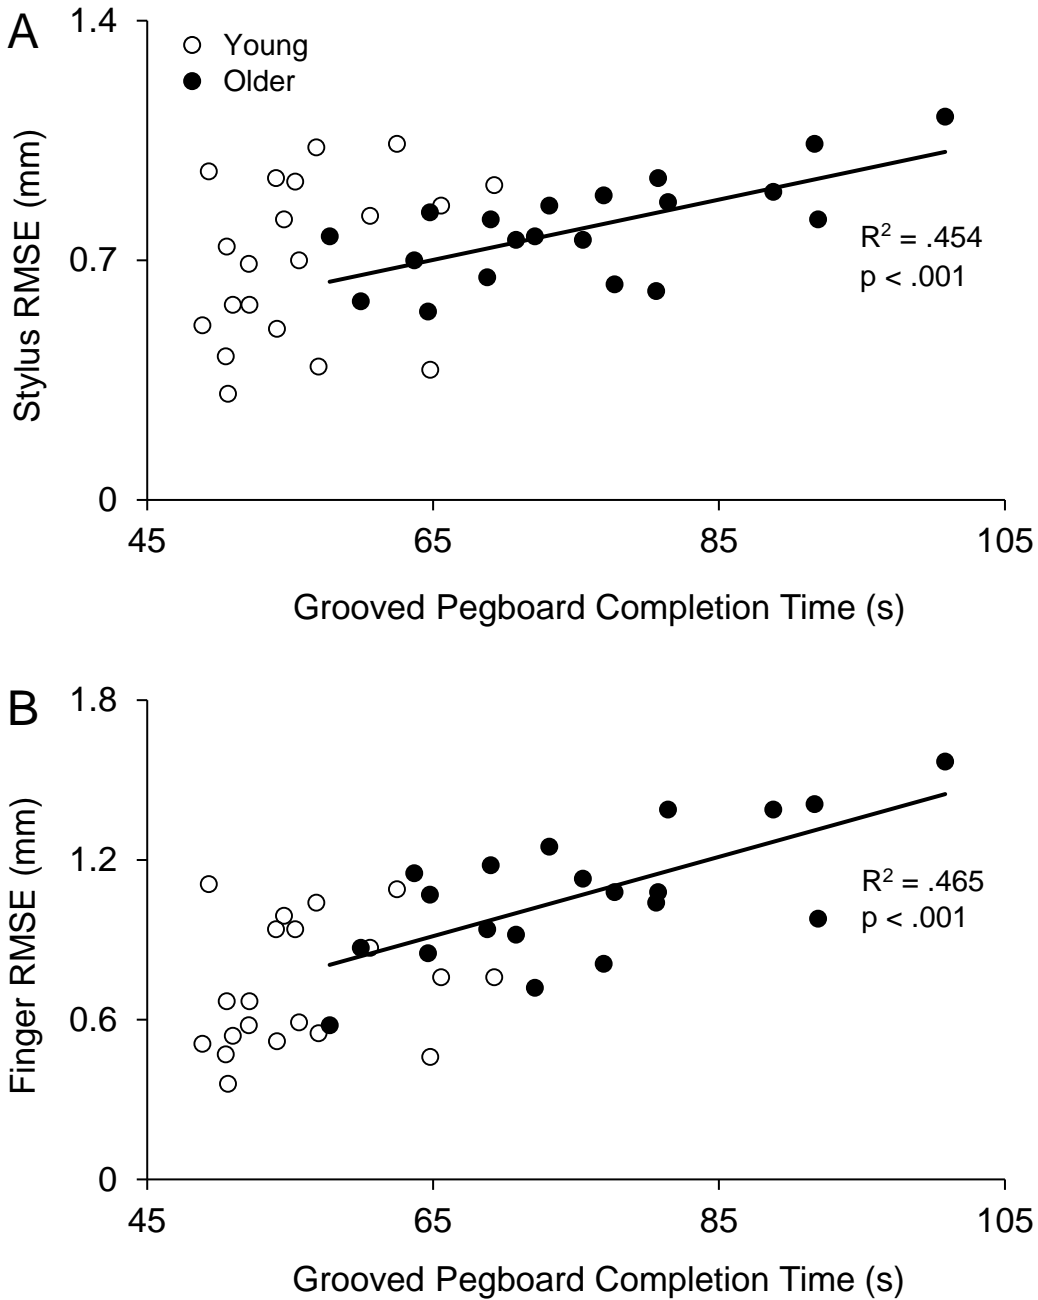 A
1.4
Young
Older
0.7
Stylus RMSE (mm)
R² = .454
p < .001
0
45 65 85 105
Grooved Pegboard Completion Time (s)
B
1.8
1.2
Finger RMSE (mm)
R² = .465
p < .001
0.6
0
45 65 85 105
Grooved Pegboard Completion Time (s)